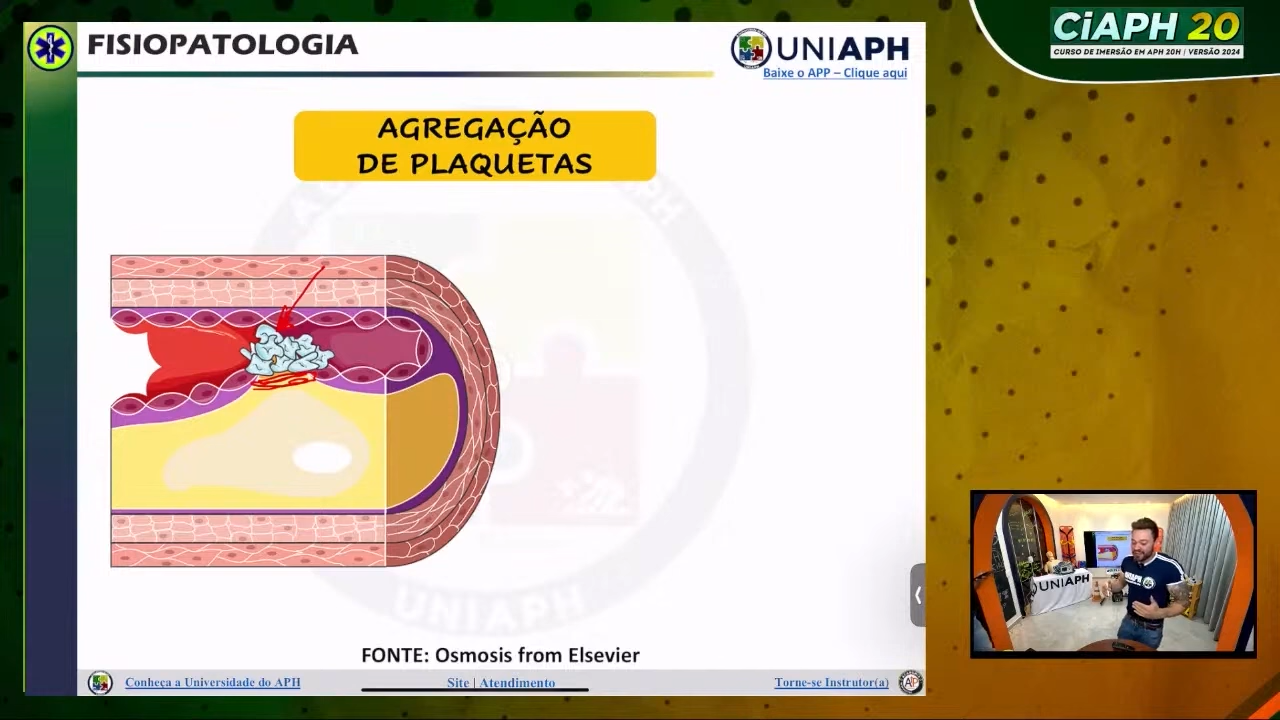 FISIOPATOLOGIA
UNIAPH
Baixe o APP – Clique aqui
CiAPH 20
CURSO DE IMERSÃO EM APH 20H | VERSÃO 2024
AGREGAÇÃO
DE PLAQUETAS
UNIAPH
UNIAPH
FONTE: Osmosis from Elsevier
Conheça a Universidade do APH
Site | Atendimento
Torne-se Instrutor(a)